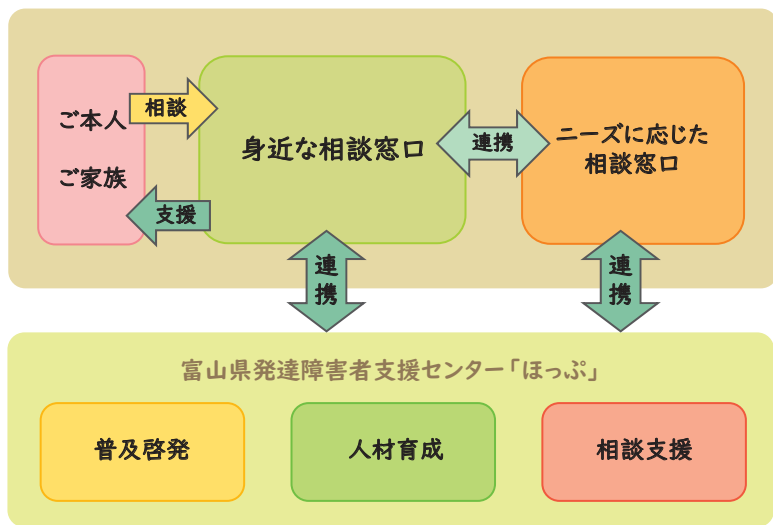 ご本人
ご家族
相談
支援
身近な相談窓口
連携
ニーズに応じた
相談窓口
連
携
連
携
富山県発達障害者支援センター「ほっぷ」
普及啓発
人材育成
相談支援